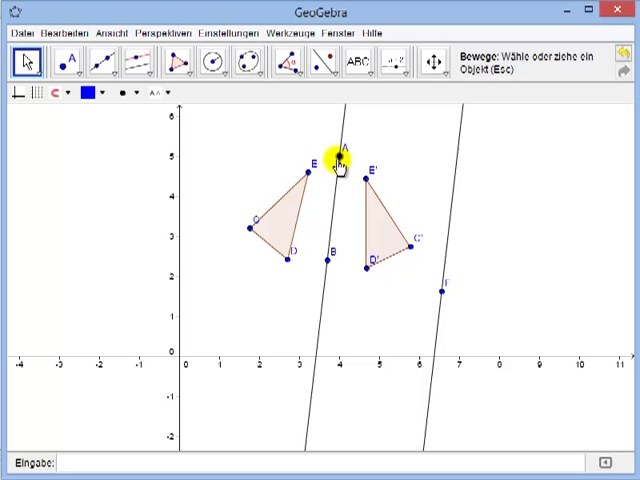 GeoGebra
Datei Bearbeiten Ansicht Perspektiven Einstellungen Werkzeuge Fenster Hilfe
A
α
ABC
a=2
Bewege: Wähle oder ziehe ein
Objekt (Esc)
A A
6
5
4
3
2
1
0
-1
-2
A
E
E'
C
C'
B
D
D'
F
-4 -3 -2 -1 0 1 2 3 4 5 6 7 8 9 10 11
Eingabe: